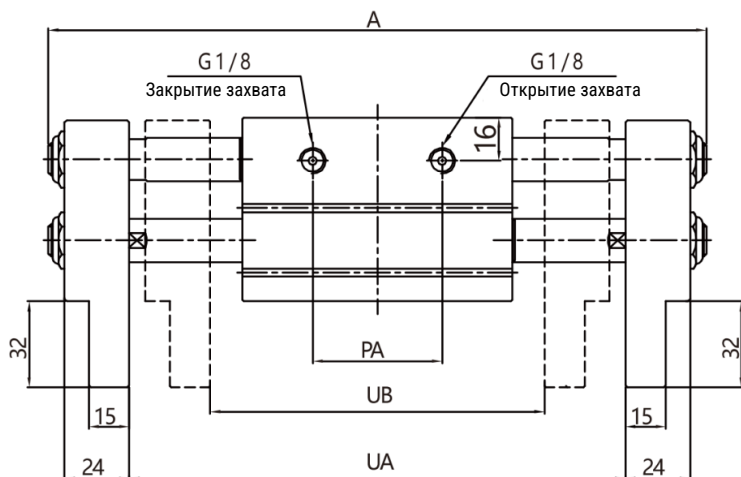 A
G1/8
Закрытие захвата
G1/8
Открытие захвата
16
32
PA
32
UB
15
15
24
UA
24